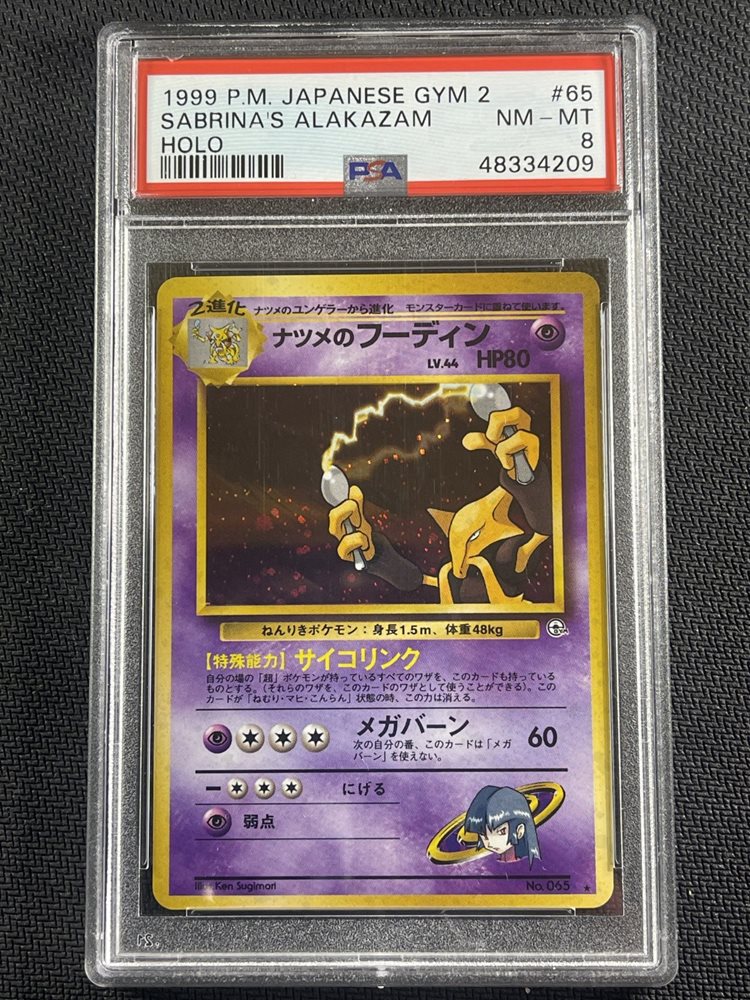 1999 P.M. JAPANESE GYM 2 #65
SABRINA'S ALAKAZAM NM - MT
HOLO 8
PSA 48334209
2進化 ナツメのユンゲラーから進化 モンスターカードに重ねて使います。
ナツメのフーディン
LV.44 HP80
ねんりきポケモン：身長1.5m、体重48kg
【特殊能力】サイコリンク
自分の場の「超」ポケモンが持っているすべてのワザを、このカードも持っている
ものとする。（それらのワザを、このカードのワザとして使うことができる）。この
カードが「ねむり・マヒ・こんらん」状態の時、この力は消える。
メガバーン 60
次の自分の番、このカードは「メガ
バーン」を使えない。
にげる
弱点
Illus. Ken Sugimori No. 065 ★